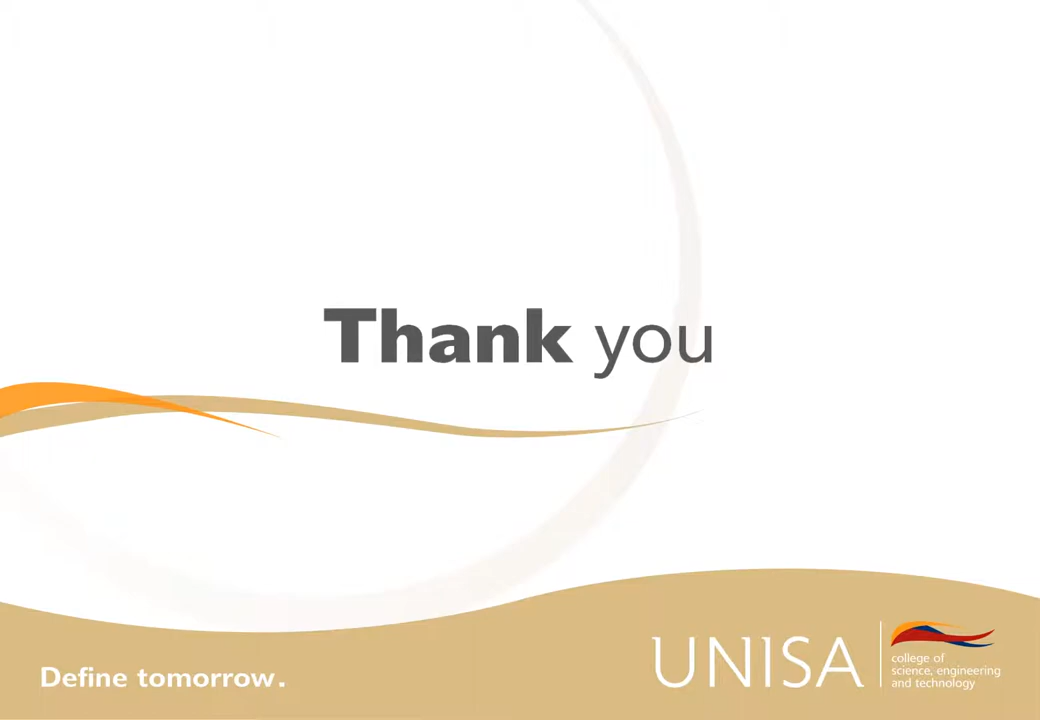 Thank you
Define tomorrow.
UNISA
college of
science, engineering
and technology